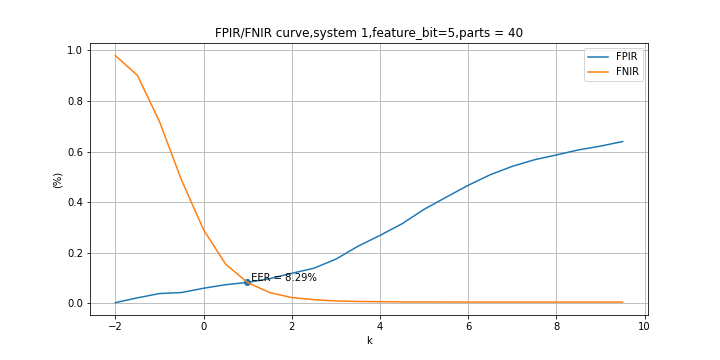 FPIR/FNIR curve,system 1,feature_bit=5,parts = 40
FPIR
FNIR
(%)
1.0
0.8
0.6
0.4
0.2
0.0
EER = 8.29%
−2
0
2
4
6
8
10
k